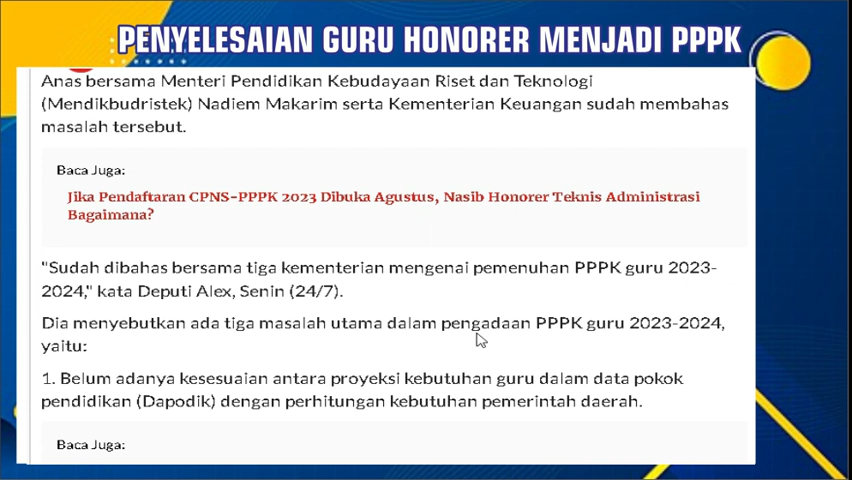 PENYELESAIAN GURU HONORER MENJADI PPPK
Anas bersama Menteri Pendidikan Kebudayaan Riset dan Teknologi
(Mendikbudristek) Nadiem Makarim serta Kementerian Keuangan sudah membahas
masalah tersebut.
Baca Juga:
Jika Pendaftaran CPNS-PPPK 2023 Dibuka Agustus, Nasib Honorer Teknis Administrasi
Bagaimana?
"Sudah dibahas bersama tiga kementerian mengenai pemenuhan PPPK guru 2023-
2024," kata Deputi Alex, Senin (24/7).
Dia menyebutkan ada tiga masalah utama dalam pengadaan PPPK guru 2023-2024,
yaitu:
1. Belum adanya kesesuaian antara proyeksi kebutuhan guru dalam data pokok
pendidikan (Dapodik) dengan perhitungan kebutuhan pemerintah daerah.
Baca Juga: